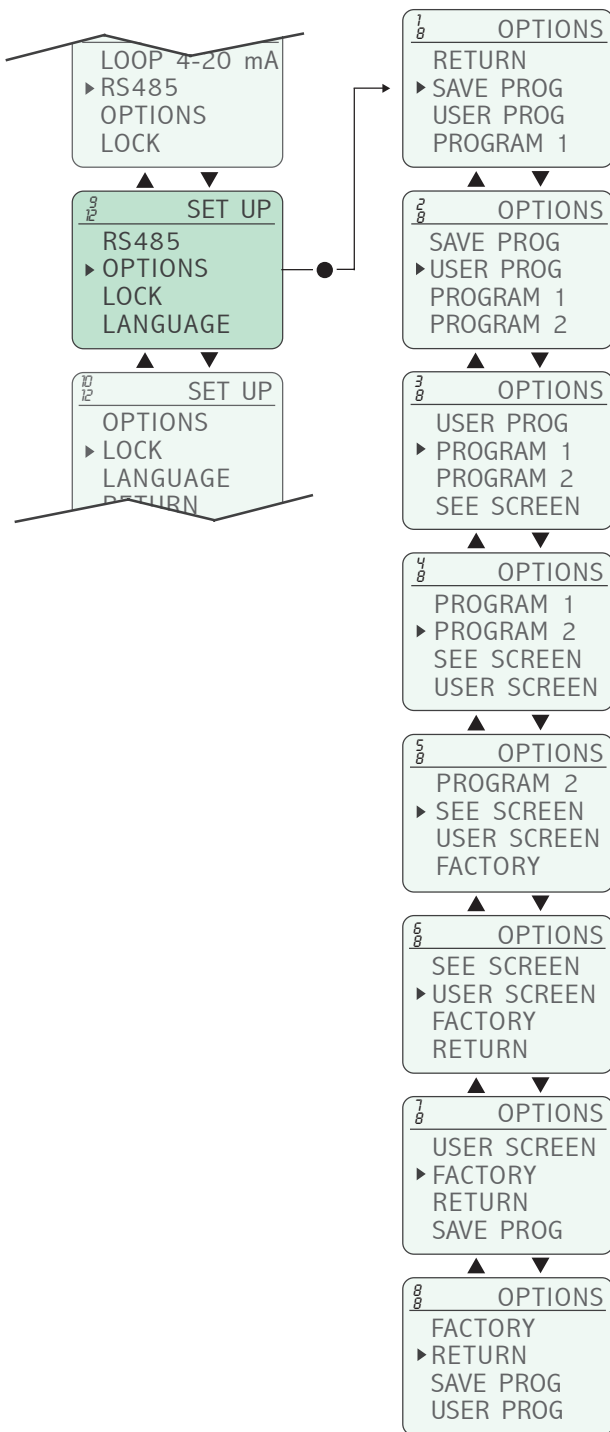 LOOP 4-20 mA
RS485
OPTIONS
LOCK
9/12 SET UP
RS485
OPTIONS
LOCK
LANGUAGE
10/12 SET UP
OPTIONS
LOCK
LANGUAGE
RETURN
1/8 OPTIONS
RETURN
SAVE PROG
USER PROG
PROGRAM 1
2/8 OPTIONS
SAVE PROG
USER PROG
PROGRAM 1
PROGRAM 2
3/8 OPTIONS
USER PROG
PROGRAM 1
PROGRAM 2
SEE SCREEN
4/8 OPTIONS
PROGRAM 1
PROGRAM 2
SEE SCREEN
USER SCREEN
5/8 OPTIONS
PROGRAM 2
SEE SCREEN
USER SCREEN
FACTORY
6/8 OPTIONS
SEE SCREEN
USER SCREEN
FACTORY
RETURN
7/8 OPTIONS
USER SCREEN
FACTORY
RETURN
SAVE PROG
8/8 OPTIONS
FACTORY
RETURN
SAVE PROG
USER PROG